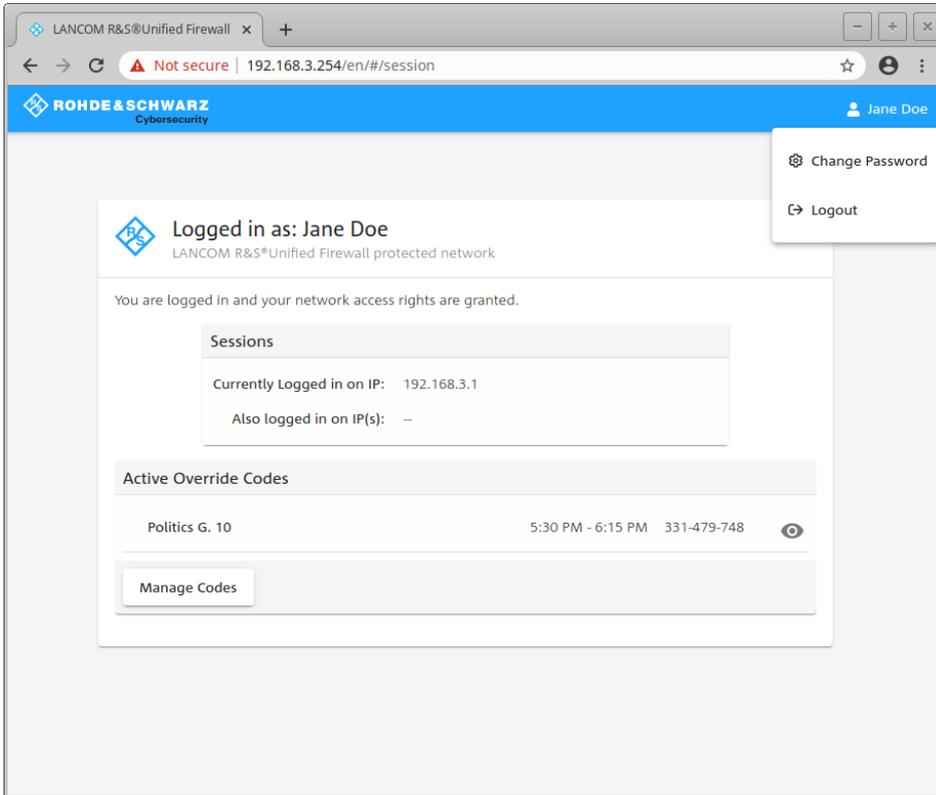 LANCOM R&S®Unified Firewall
Not secure | 192.168.3.254/en/#/session
ROHDE&SCHWARZ
Cybersecurity
Jane Doe
Change Password
Logout
R S
Logged in as: Jane Doe
LANCOM R&S®Unified Firewall protected network
You are logged in and your network access rights are granted.
Sessions
Currently Logged in on IP: 192.168.3.1
Also logged in on IP(s): --
Active Override Codes
Politics G. 10 5:30 PM - 6:15 PM 331-479-748
Manage Codes